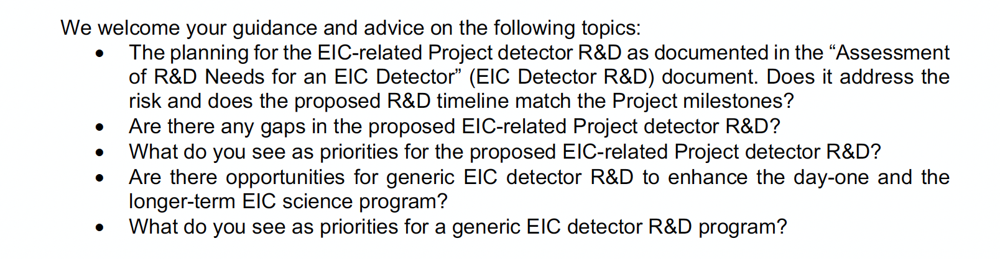 We welcome your guidance and advice on the following topics:
• The planning for the EIC-related Project detector R&D as documented in the “Assessment
of R&D Needs for an EIC Detector” (EIC Detector R&D) document. Does it address the
risk and does the proposed R&D timeline match the Project milestones?
• Are there any gaps in the proposed EIC-related Project detector R&D?
• What do you see as priorities for the proposed EIC-related Project detector R&D?
• Are there opportunities for generic EIC detector R&D to enhance the day-one and the
longer-term EIC science program?
• What do you see as priorities for a generic EIC detector R&D program?